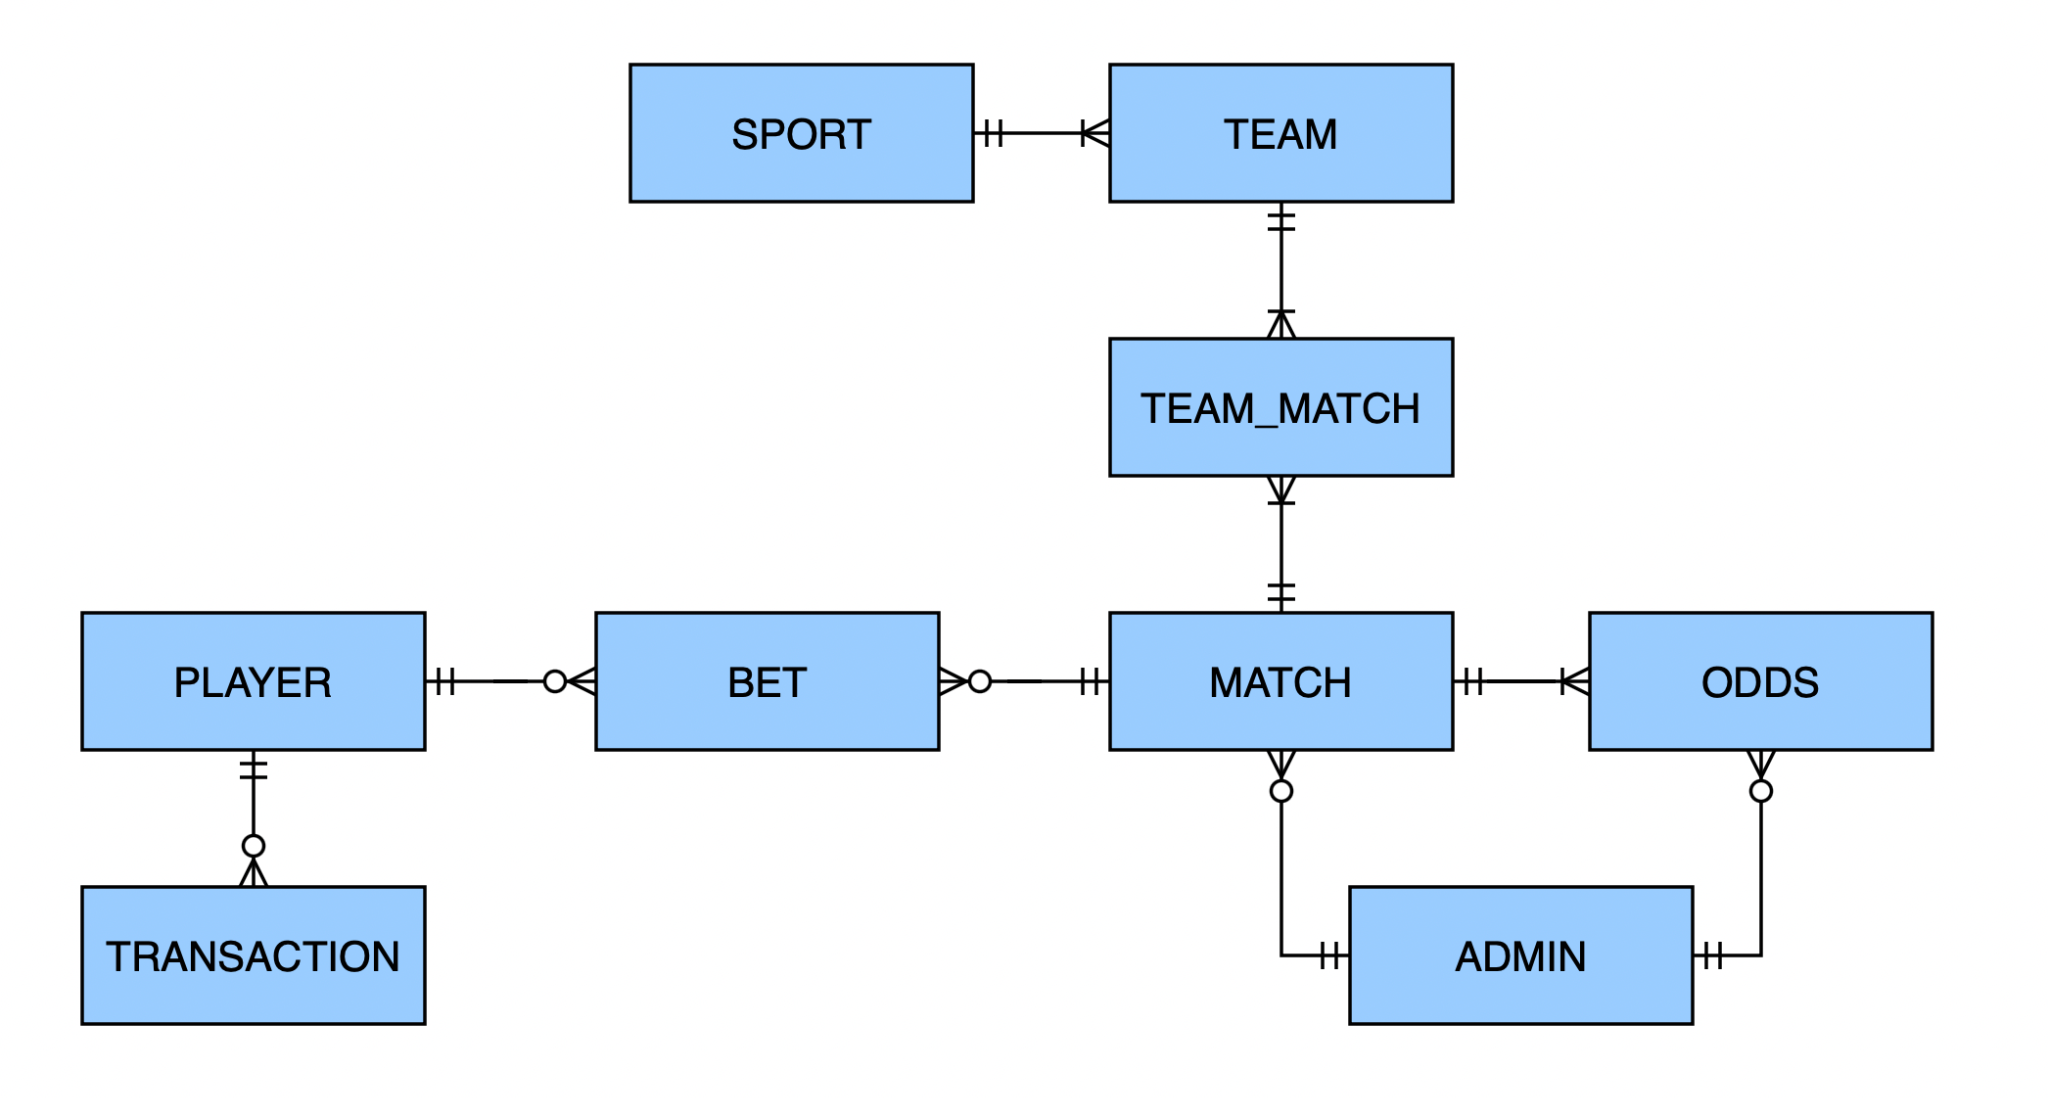 SPORT
TEAM
TEAM_MATCH
PLAYER
BET
MATCH
ODDS
TRANSACTION
ADMIN